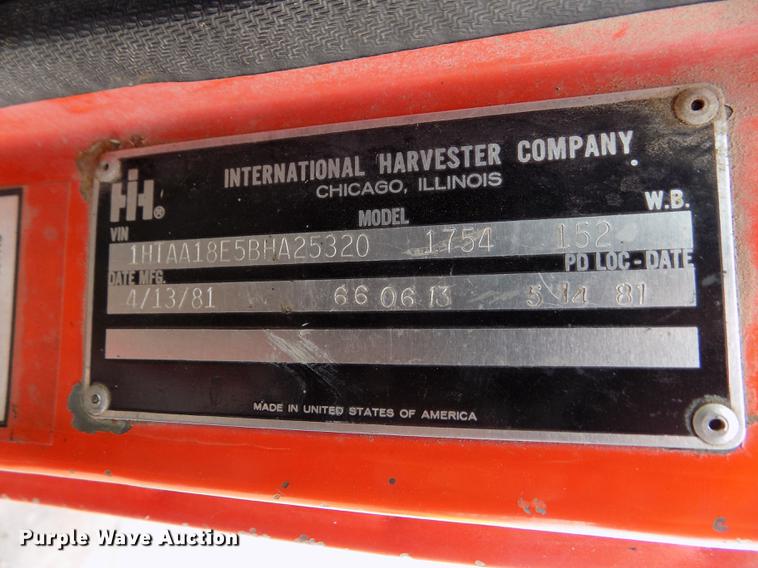 INTERNATIONAL HARVESTER COMPANY
CHICAGO, ILLINOIS
IH®
VIN MODEL W.B.
1HTAA18E5BHA25320 1754 152
DATE MFG. PD LOC-DATE
4/13/81 66 06 13 5 14 81
MADE IN UNITED STATES OF AMERICA
Purple Wave Auction